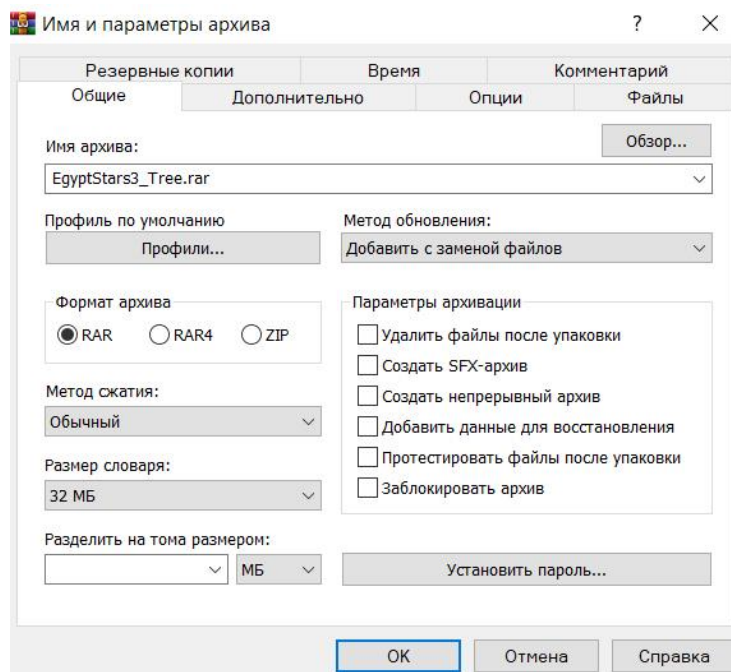 Имя и параметры архива ?
Резервные копии Время Комментарий
Общие Дополнительно Опции Файлы
Имя архива: Обзор...
EgyptStars3_Tree.rar
Профиль по умолчанию Метод обновления:
Профили... Добавить с заменой файлов
Формат архива Параметры архивации
RAR RAR4 ZIP Удалить файлы после упаковки
Создать SFX-архив
Метод сжатия: Создать непрерывный архив
Обычный Добавить данные для восстановления
Размер словаря: Протестировать файлы после упаковки
32 МБ Заблокировать архив
Разделить на тома размером:
МБ Установить пароль...
OK Отмена Справка